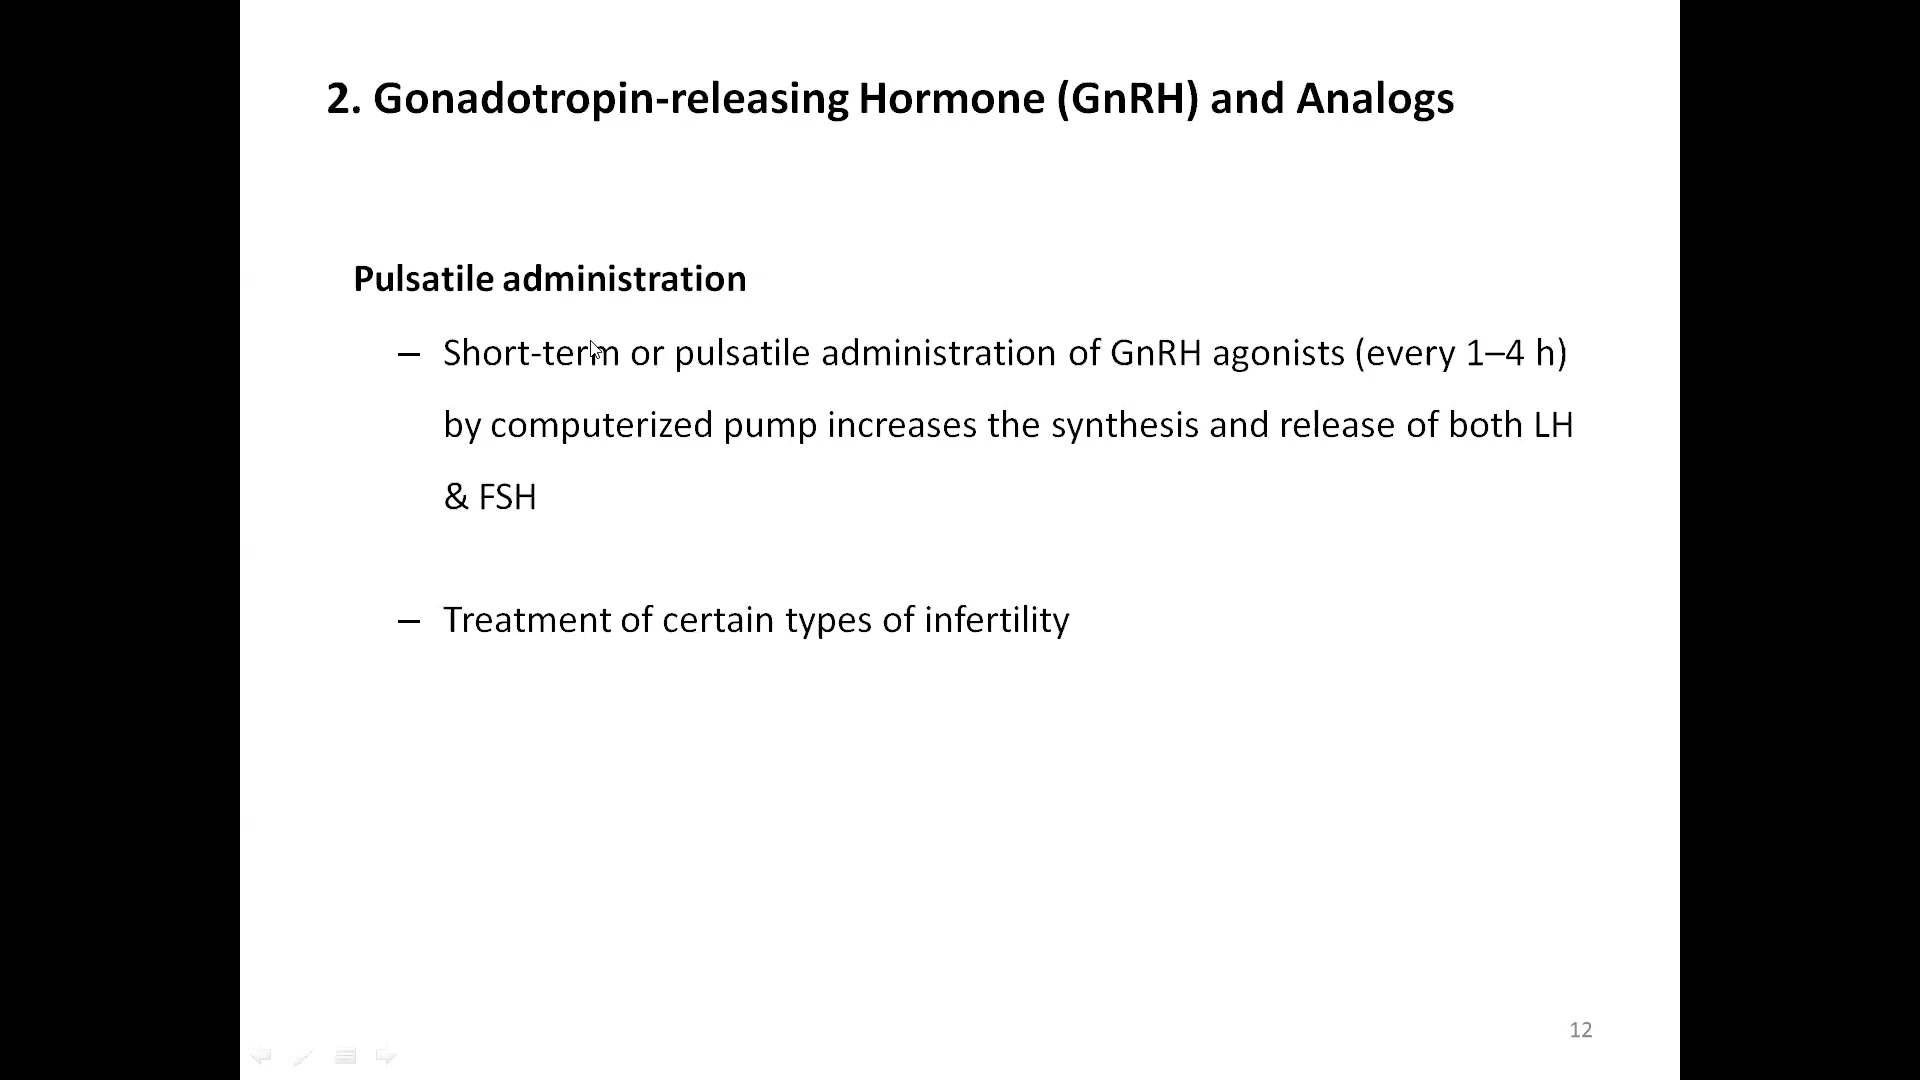 2. Gonadotropin-releasing Hormone (GnRH) and Analogs
Pulsatile administration
– Short-term or pulsatile administration of GnRH agonists (every 1–4 h)
by computerized pump increases the synthesis and release of both LH
& FSH
– Treatment of certain types of infertility
12